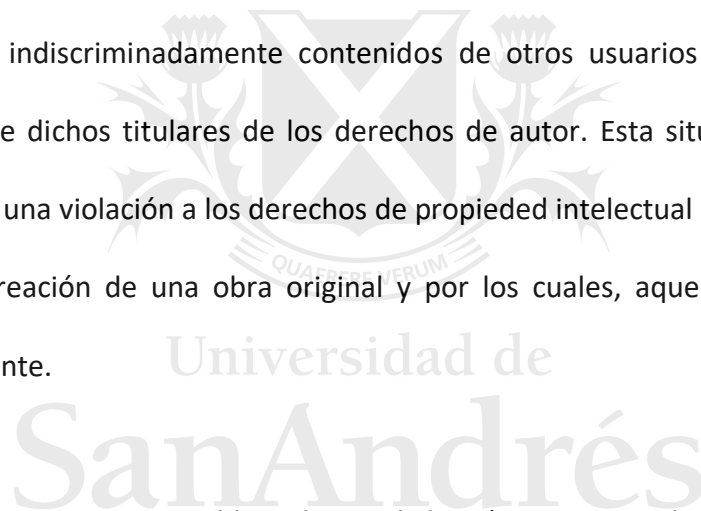 indiscriminadamente contenidos de otros usuarios
e dichos titulares de los derechos de autor. Esta situ
una violación a los derechos de propieded intelectual
reación de una obra original y por los cuales, aque
QUAERERE VERUM
nte.
Universidad de
SanAndrés